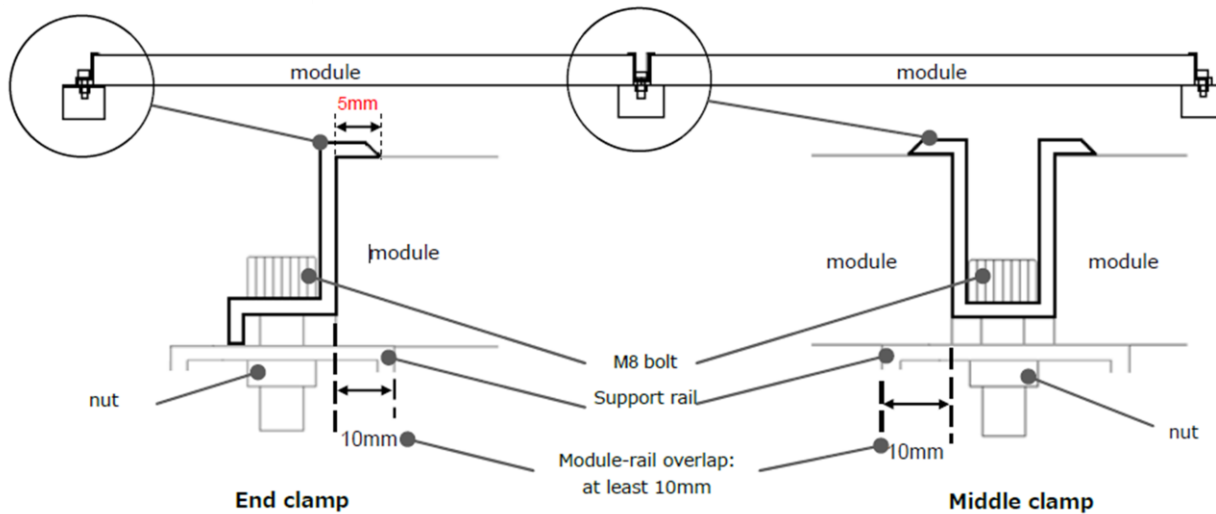 module
module
5mm
module
module
module
M8 bolt
nut
Support rail
nut
10mm
10mm
Module-rail overlap:
at least 10mm
End clamp
Middle clamp